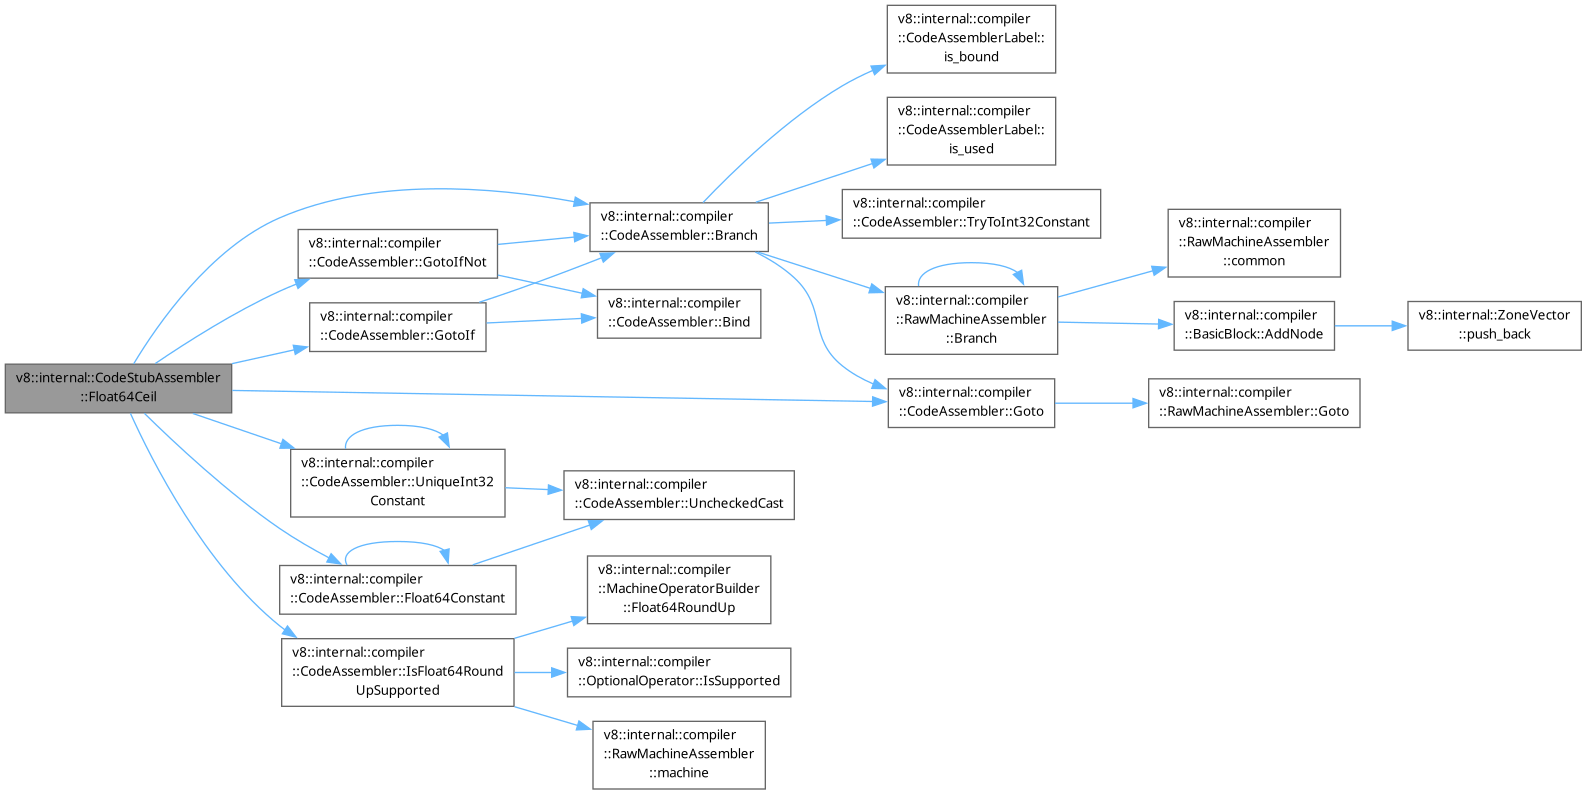 v8::internal::CodeStubAssembler
::Float64Ceil
v8::internal::compiler
::CodeAssembler::GotoIfNot
v8::internal::compiler
::CodeAssembler::GotoIf
v8::internal::compiler
::CodeAssembler::UniqueInt32
Constant
v8::internal::compiler
::CodeAssembler::Float64Constant
v8::internal::compiler
::CodeAssembler::IsFloat64Round
UpSupported
v8::internal::compiler
::CodeAssembler::Branch
v8::internal::compiler
::CodeAssembler::Bind
v8::internal::compiler
::CodeAssembler::UncheckedCast
v8::internal::compiler
::MachineOperatorBuilder
::Float64RoundUp
v8::internal::compiler
::OptionalOperator::IsSupported
v8::internal::compiler
::RawMachineAssembler
::machine
v8::internal::compiler
::CodeAssemblerLabel::
is_bound
v8::internal::compiler
::CodeAssemblerLabel::
is_used
v8::internal::compiler
::CodeAssembler::TryToInt32Constant
v8::internal::compiler
::RawMachineAssembler
::Branch
v8::internal::compiler
::CodeAssembler::Goto
v8::internal::compiler
::RawMachineAssembler
::common
v8::internal::compiler
::BasicBlock::AddNode
v8::internal::compiler
::RawMachineAssembler::Goto
v8::internal::ZoneVector
::push_back